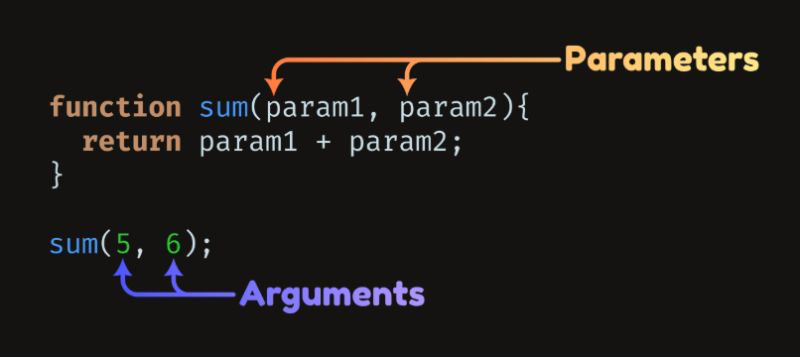 Parameters
function sum(param1, param2){
  return param1 + param2;
}
sum(5, 6);
Arguments